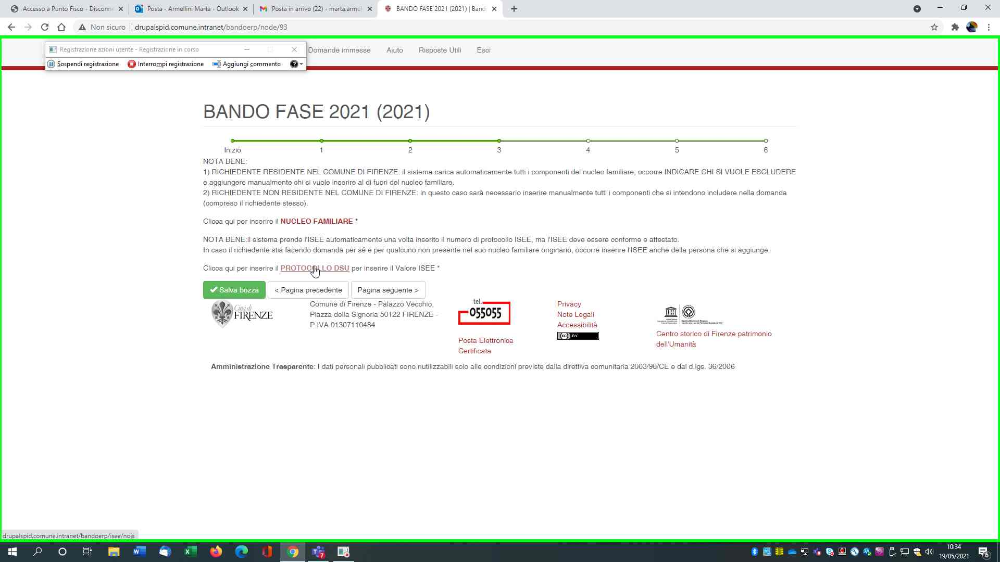 Accesso a Punto Fisco - Disconne
Posta - Armellini Marta - Outlook
Posta in arrivo (22) - marta.armel
BANDO FASE 2021 (2021) | Band
Non sicuro
drupalspid.comune.intranet/bandoerp/node/93
Registrazione azioni utente - Registrazione in corso
Sospendi registrazione
Interrompi registrazione
Aggiungi commento
Domande immesse
Aiuto
Risposte Utili
Esci
BANDO FASE 2021 (2021)
Inizio 1 2 3 4 5 6
NOTA BENE:
1) RICHIEDENTE RESIDENTE NEL COMUNE DI FIRENZE: il sistema carica automaticamente tutti i componenti del nucleo familiare; occorre INDICARE CHI SI VUOLE ESCLUDERE
e aggiungere manualmente chi si vuole inserire al di fuori del nucleo familiare.
2) RICHIEDENTE NON RESIDENTE NEL COMUNE DI FIRENZE: in questo caso sarà necessario inserire manualmente tutti i componenti che si intendono includere nella domanda
(compreso il richiedente stesso).
Clicca qui per inserire il NUCLEO FAMILIARE *
NOTA BENE:il sistema prende l'ISEE automaticamente una volta inserito il numero di protocollo ISEE, ma l'ISEE deve essere conforme e attestato.
In caso il richiedente stia facendo domanda per sé e per qualcuno non presente nel suo nucleo familiare originario, occorre inserire l'ISEE anche della persona che si aggiunge.
Clicca qui per inserire il PROTOCOLLO DSU per inserire il Valore ISEE *
Salva bozza
< Pagina precedente
Pagina seguente >
Città di
FIRENZE
Comune di Firenze - Palazzo Vecchio,
Piazza della Signoria 50122 FIRENZE -
P.IVA 01307110484
tel.
055055
Posta Elettronica
Certificata
Privacy
Note Legali
Accessibilità
(cc) BY
Centro storico di Firenze patrimonio
dell'Umanità
Amministrazione Trasparente: I dati personali pubblicati sono riutilizzabili solo alle condizioni previste dalla direttiva comunitaria 2003/98/CE e dal d.lgs. 36/2006
drupalspid.comune.intranet/bandoerp/isee/nojs
7
10:34
19/05/2021
6